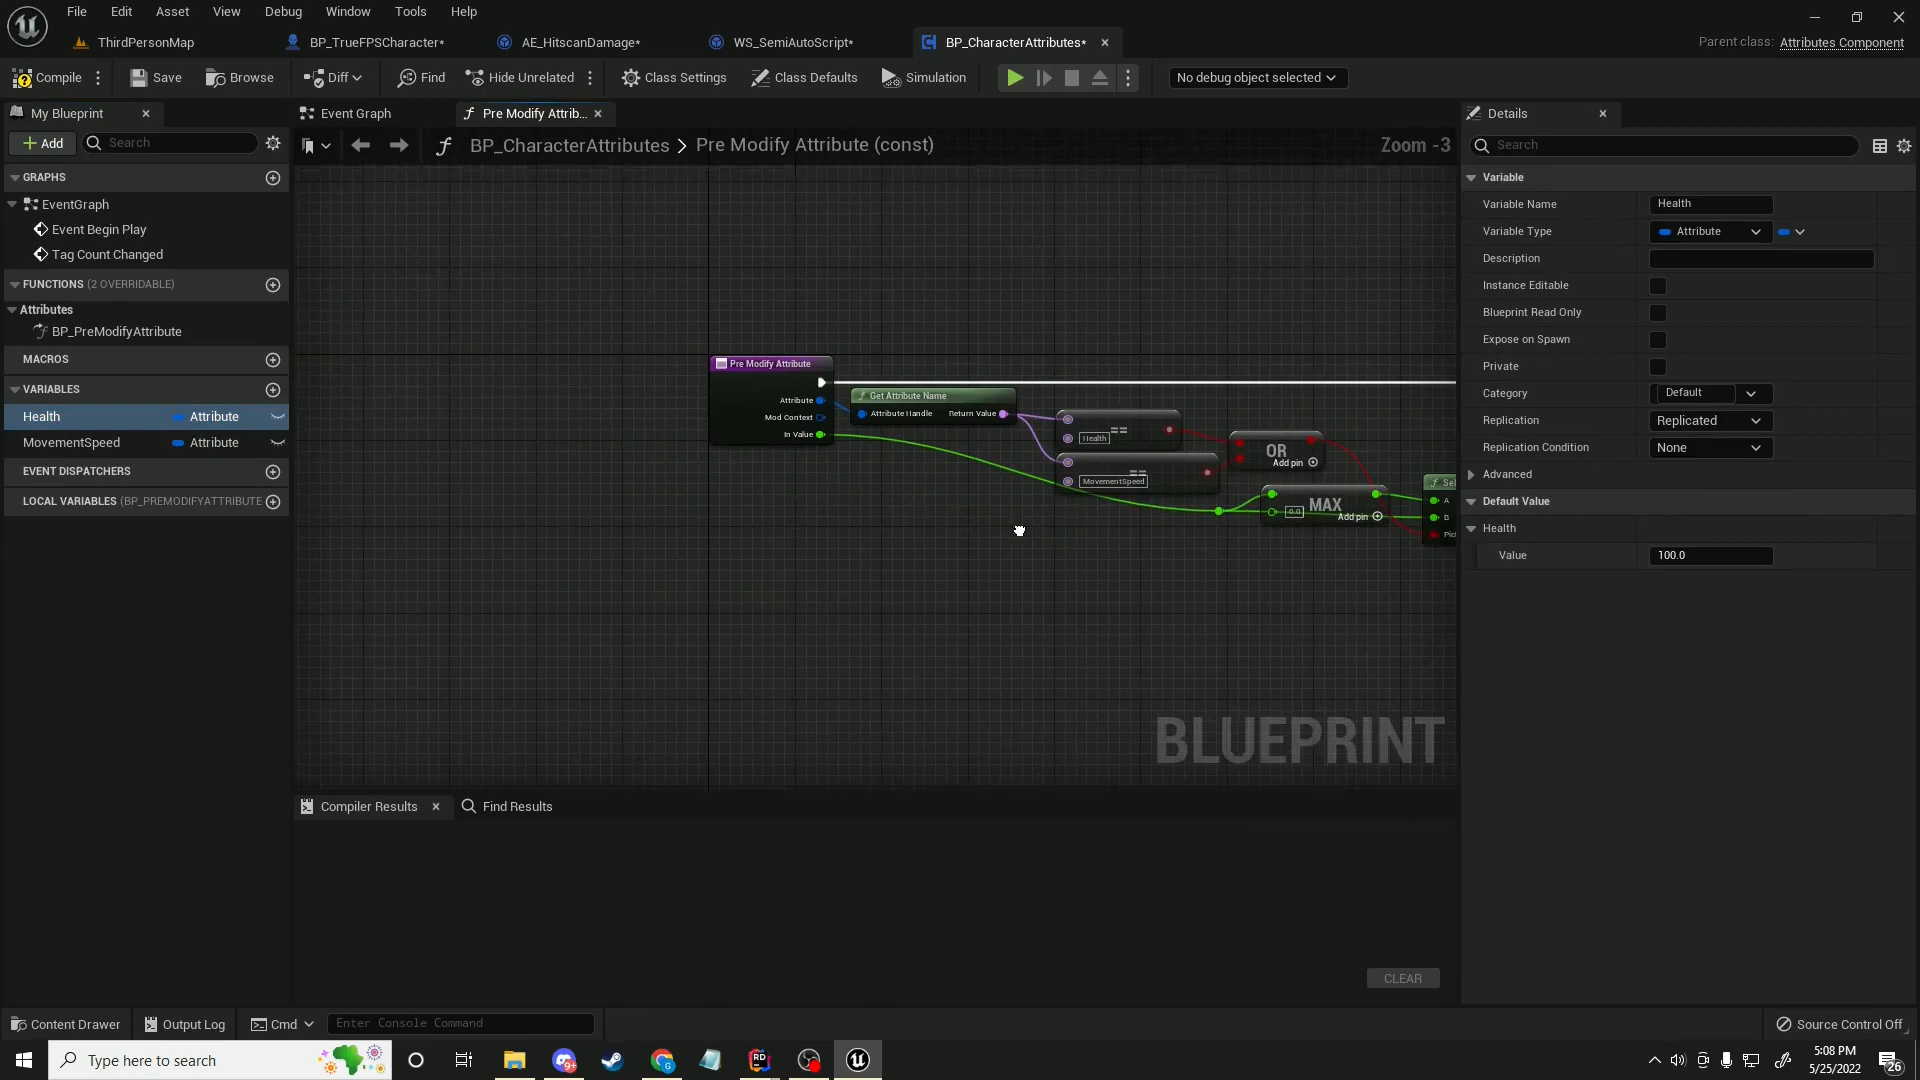 File Edit Asset View Debug Window Tools Help
ThirdPersonMap BP_TrueFPSCharacter* AE_HitscanDamage* WS_SemiAutoScript* BP_CharacterAttributes* Parent class: Attributes Component
Compile Save Browse Diff Find Hide Unrelated Class Settings Class Defaults Simulation No debug object selected
My Blueprint Event Graph Pre Modify Attrib... Details
Add Search BP_CharacterAttributes > Pre Modify Attribute (const) Zoom -3 Search
GRAPHS
EventGraph
Event Begin Play
Tag Count Changed
FUNCTIONS (2 OVERRIDABLE)
Attributes
BP_PreModifyAttribute
MACROS
VARIABLES
Health Attribute
MovementSpeed Attribute
EVENT DISPATCHERS
LOCAL VARIABLES (BP_PREMODIFYATTRIBUTE
Pre Modify Attribute
Attribute
Mod Context
In Value
Get Attribute Name
Attribute Handle Return Value
==
Health
==
MovementSpeed
OR
Add pin
MAX
0.0
Add pin
Sel
A
B
Pic
BLUEPRINT
Variable
Variable Name Health
Variable Type Attribute
Description
Instance Editable
Blueprint Read Only
Expose on Spawn
Private
Category Default
Replication Replicated
Replication Condition None
Advanced
Default Value
Health
Value 100.0
Compiler Results Find Results
CLEAR
Content Drawer Output Log Cmd Enter Console Command Source Control Off
Type here to search
RD
5:08 PM
5/25/2022
26